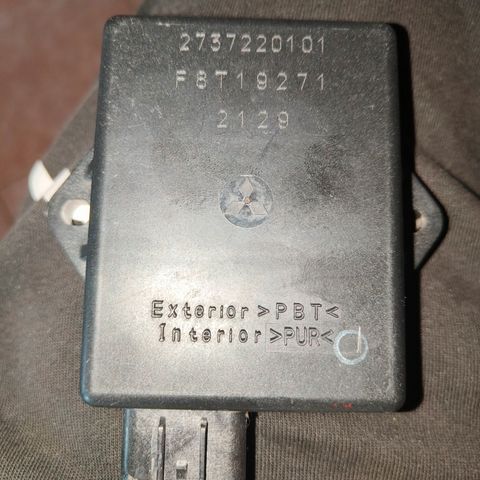 2737220101
F8T19271
2129
Exterior>PBT<
Interior>PUR<